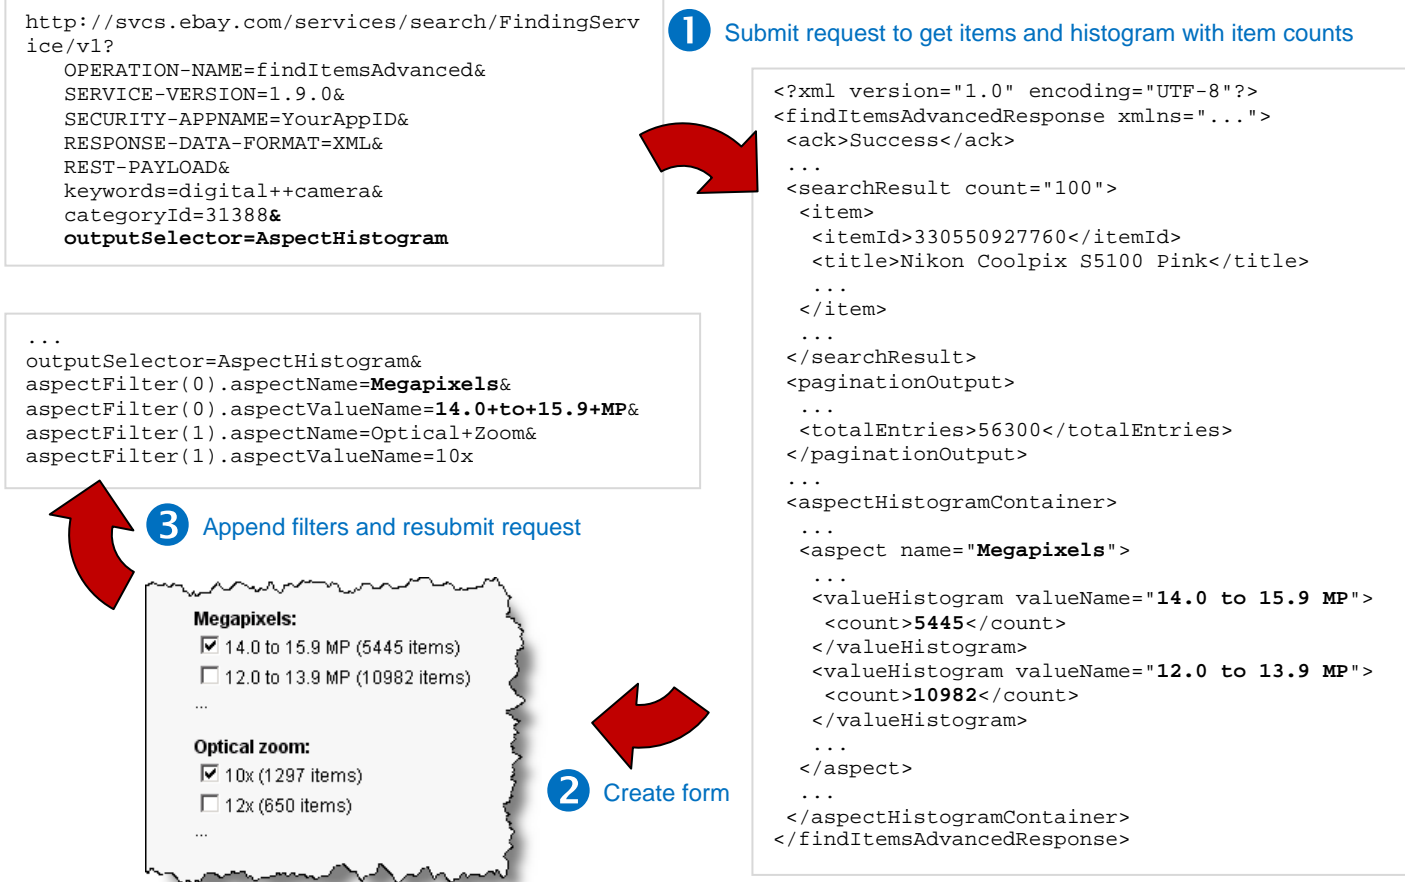 http://svcs.ebay.com/services/search/FindingServ
ice/v1?
OPERATION-NAME=findItemsAdvanced&
SERVICE-VERSION=1.9.0&
SECURITY-APPNAME=YourAppID&
RESPONSE-DATA-FORMAT=XML&
REST-PAYLOAD&
keywords=digital++camera&
categoryId=31388&
outputSelector=AspectHistogram
1 Submit request to get items and histogram with item counts
<?xml version="1.0" encoding="UTF-8"?>
<findItemsAdvancedResponse xmlns="...">
<ack>Success</ack>
...
<searchResult count="100">
<item>
<itemId>330550927760</itemId>
<title>Nikon Coolpix S5100 Pink</title>
...
</item>
...
</searchResult>
<paginationOutput>
...
<totalEntries>56300</totalEntries>
</paginationOutput>
...
<aspectHistogramContainer>
...
<aspect name="Megapixels">
...
<valueHistogram valueName="14.0 to 15.9 MP">
<count>5445</count>
</valueHistogram>
<valueHistogram valueName="12.0 to 13.9 MP">
<count>10982</count>
</valueHistogram>
...
</aspect>
...
</aspectHistogramContainer>
</findItemsAdvancedResponse>
2 Create form
Megapixels:
14.0 to 15.9 MP (5445 items)
12.0 to 13.9 MP (10982 items)
...
Optical zoom:
10x (1297 items)
12x (650 items)
...
3 Append filters and resubmit request
...
outputSelector=AspectHistogram&
aspectFilter(0).aspectName=Megapixels&
aspectFilter(0).aspectValueName=14.0+to+15.9+MP&
aspectFilter(1).aspectName=Optical+Zoom&
aspectFilter(1).aspectValueName=10x